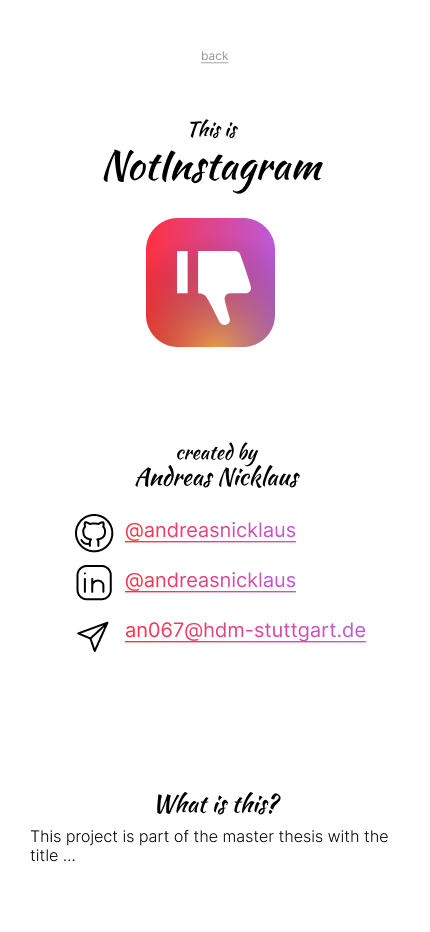 back
This is
NotInstagram
created by
Andreas Nicklaus
@andreasnicklaus
in @andreasnicklaus
an067@hdm-stuttgart.de
What is this?
This project is part of the master thesis with the
title ...